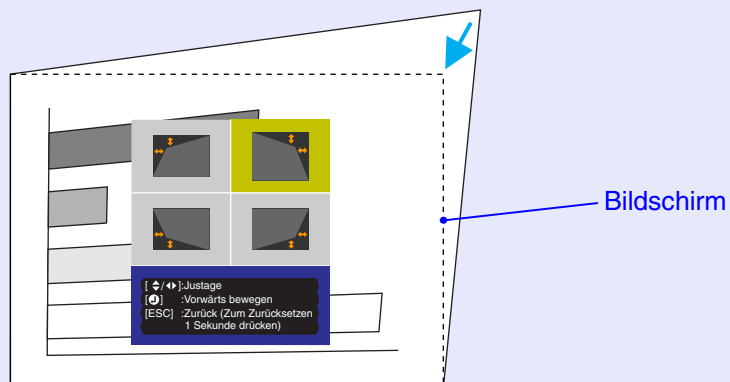 Bildschirm
[ /◂▸]:Justage
[ ] :Vorwärts bewegen
[ESC] :Zurück (Zum Zurücksetzen
1 Sekunde drücken)